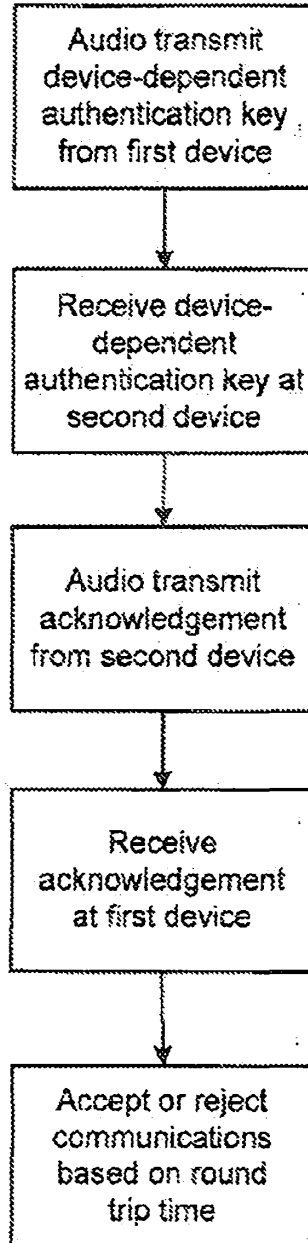 Audio transmit
device-dependent
authentication key
from first device
Receive device-
dependent
authentication key at
second device
Audio transmit
acknowledgement
from second device
Receive
acknowledgement
at first device
Accept or reject
communications
based on round
trip time